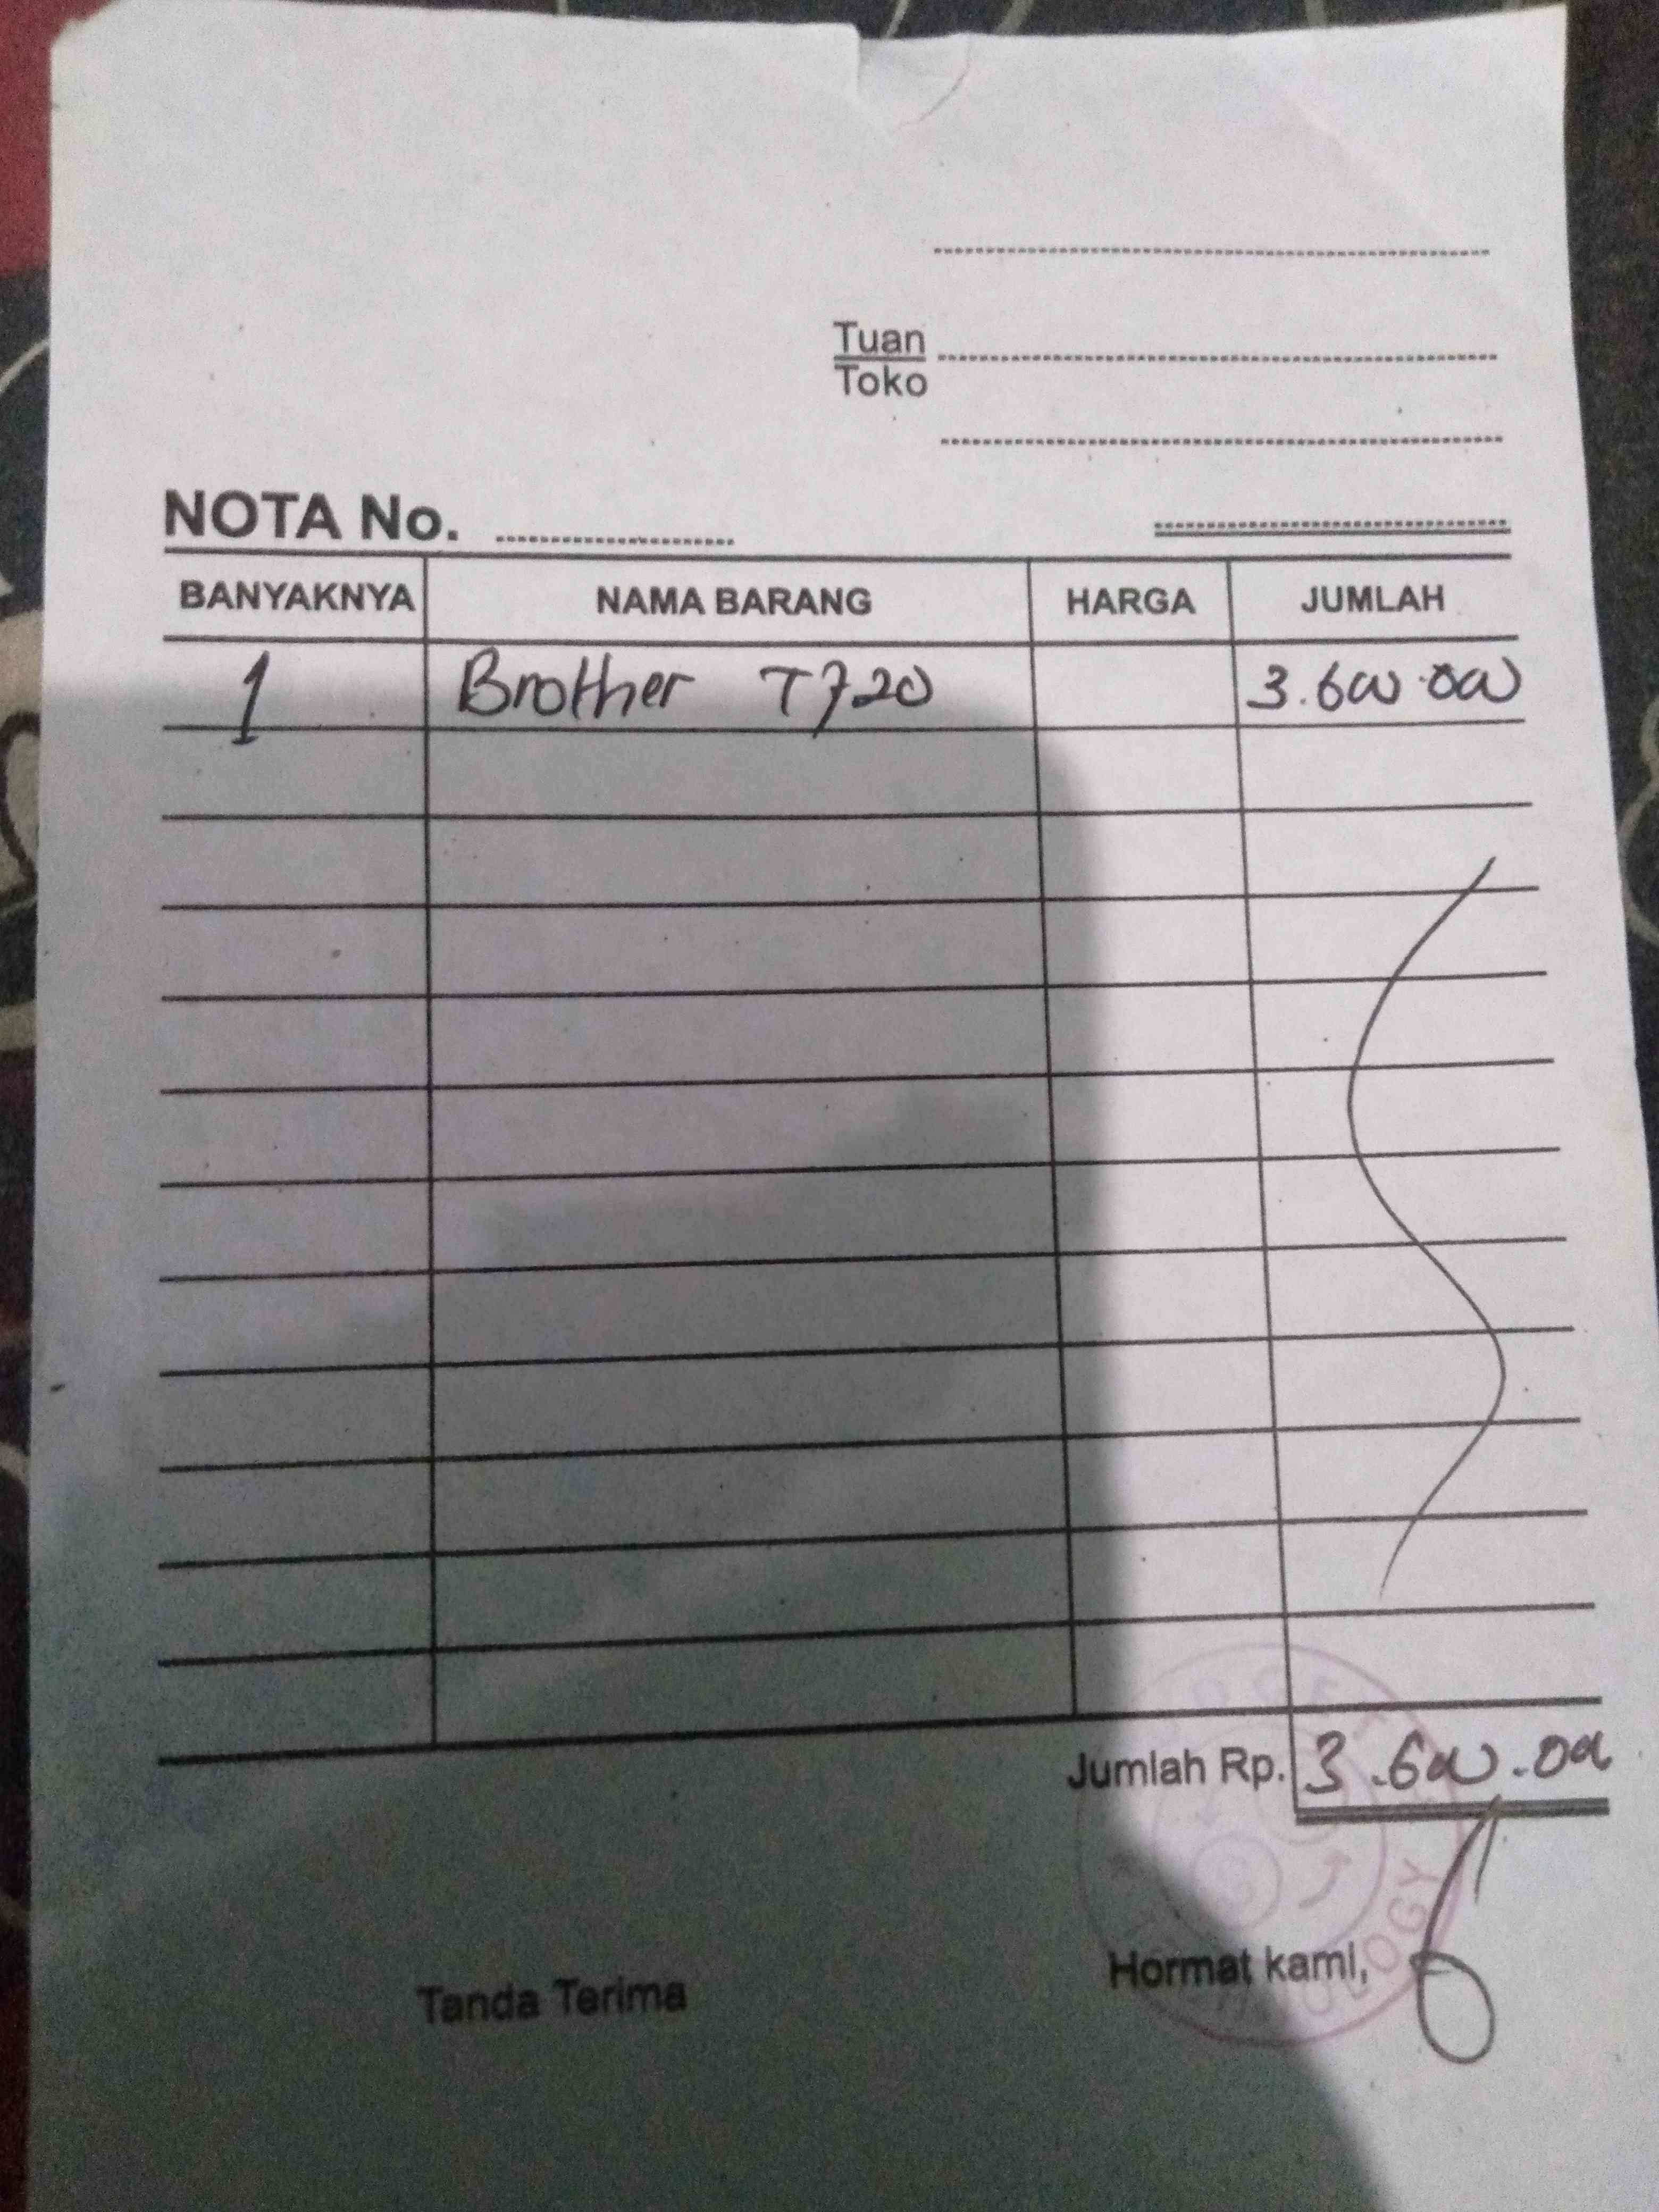 Tuan
Toko
NOTA No.
BANYAKNYA NAMA BARANG HARGA JUMLAH
1 Brother T720 3.600.000
Jumlah Rp. 3.600.000
Tanda Terima Hormat kami,